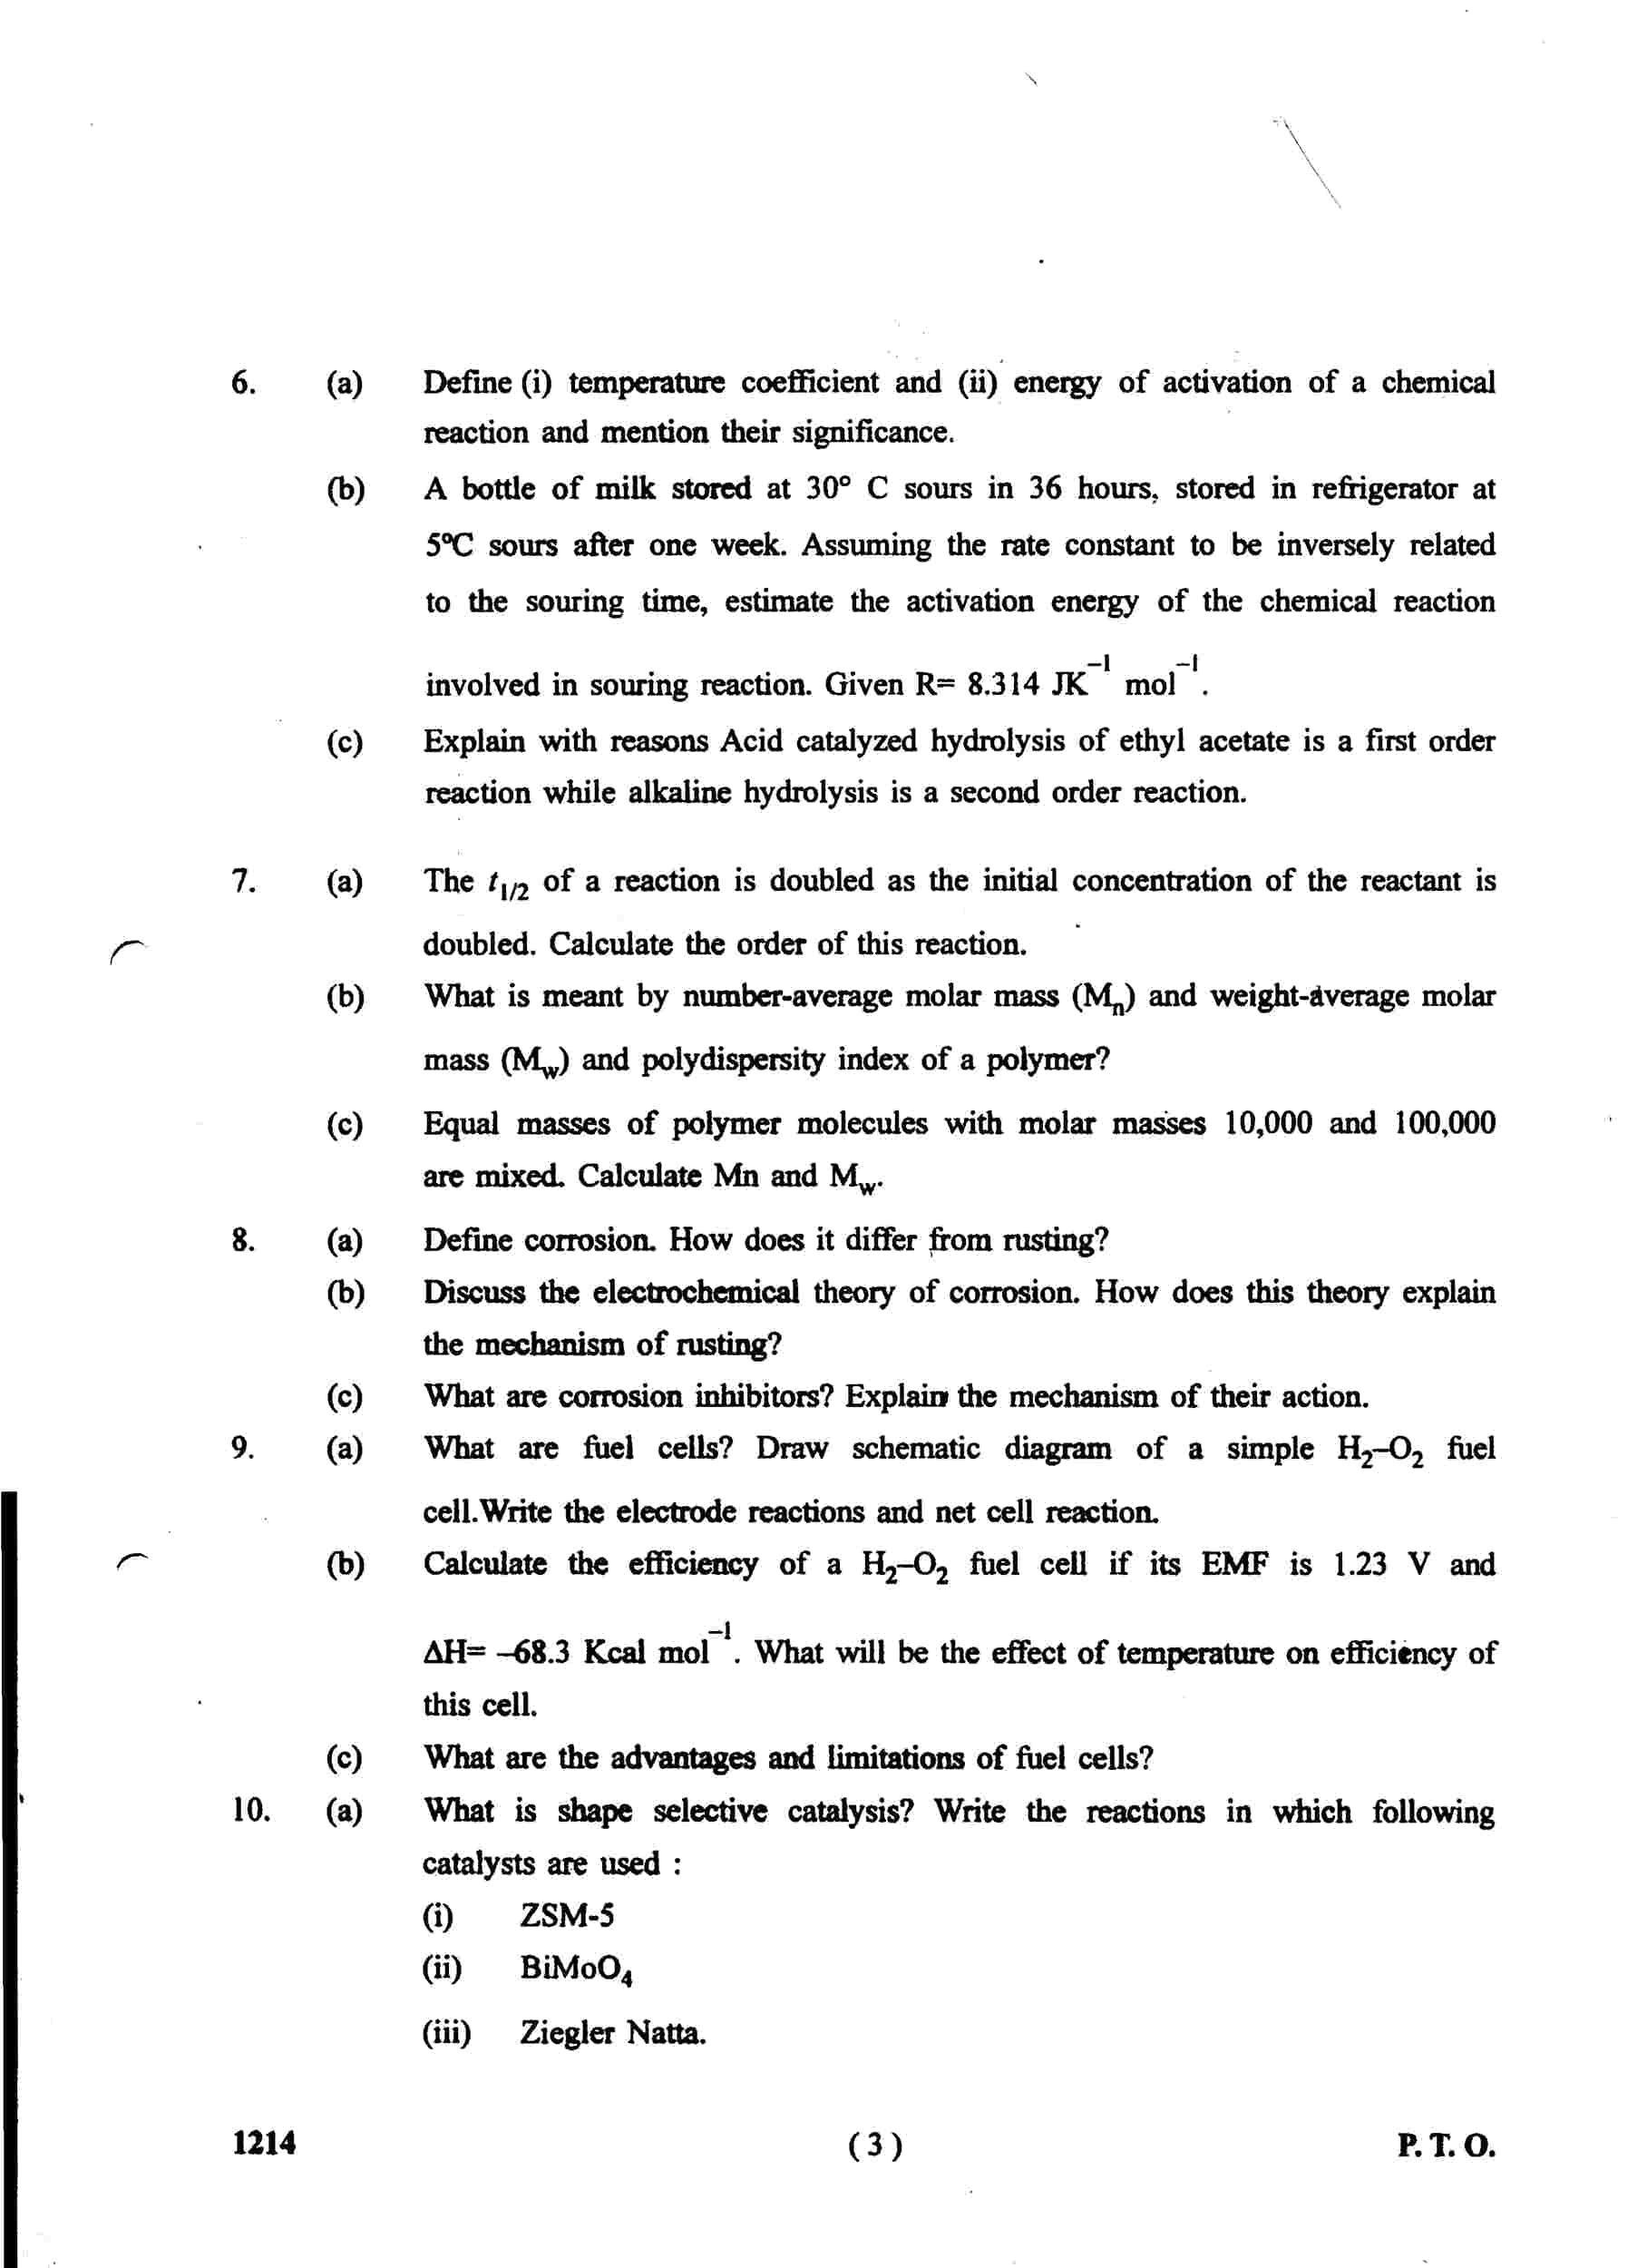 6. (a) Define (i) temperature coefficient and (ii) energy of activation of a chemical
reaction and mention their significance.
(b) A bottle of milk stored at 30° C sours in 36 hours, stored in refrigerator at
5°C sours after one week. Assuming the rate constant to be inversely related
to the souring time, estimate the activation energy of the chemical reaction
involved in souring reaction. Given R= 8.314 JK⁻¹ mol⁻¹.
(c) Explain with reasons Acid catalyzed hydrolysis of ethyl acetate is a first order
reaction while alkaline hydrolysis is a second order reaction.
7. (a) The t₁/₂ of a reaction is doubled as the initial concentration of the reactant is
doubled. Calculate the order of this reaction.
(b) What is meant by number-average molar mass (Mₙ) and weight-average molar
mass (M_w) and polydispersity index of a polymer?
(c) Equal masses of polymer molecules with molar masses 10,000 and 100,000
are mixed. Calculate Mn and M_w.
8. (a) Define corrosion. How does it differ from rusting?
(b) Discuss the electrochemical theory of corrosion. How does this theory explain
the mechanism of rusting?
(c) What are corrosion inhibitors? Explain the mechanism of their action.
9. (a) What are fuel cells? Draw schematic diagram of a simple H₂–O₂ fuel
cell.Write the electrode reactions and net cell reaction.
(b) Calculate the efficiency of a H₂–O₂ fuel cell if its EMF is 1.23 V and
ΔH= –68.3 Kcal mol⁻¹. What will be the effect of temperature on efficiency of
this cell.
(c) What are the advantages and limitations of fuel cells?
10. (a) What is shape selective catalysis? Write the reactions in which following
catalysts are used :
(i) ZSM-5
(ii) BiMoO₄
(iii) Ziegler Natta.
1214 ( 3 ) P. T. O.